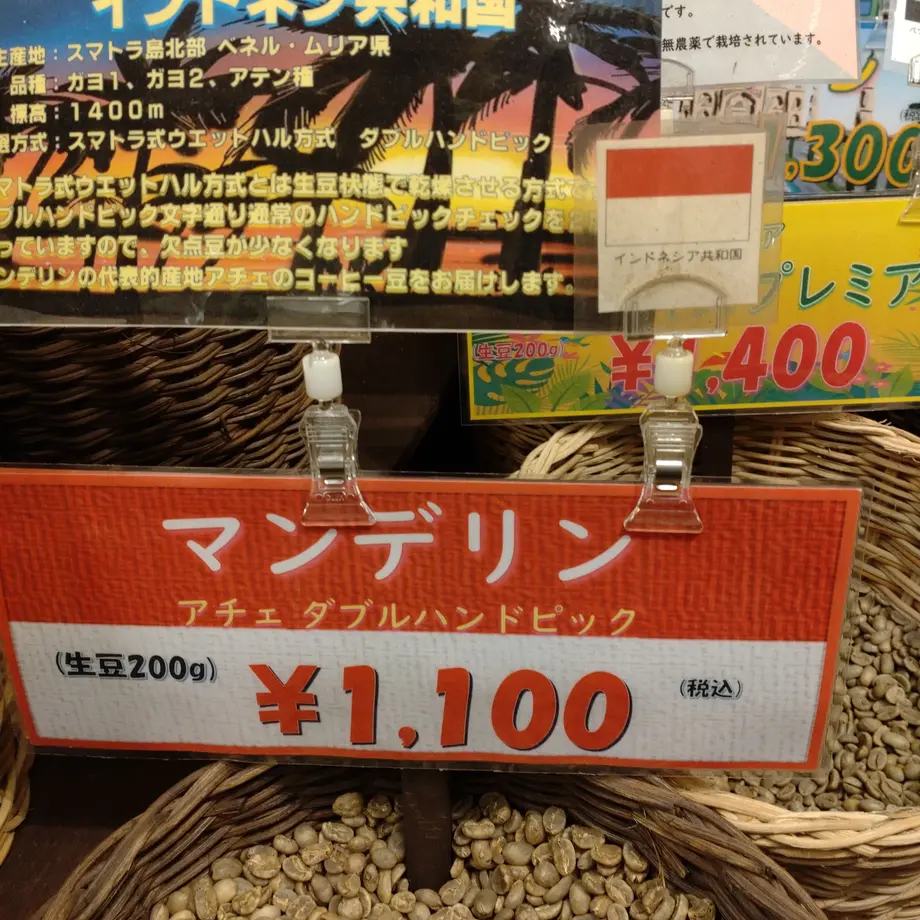 インドネシア共和国
生産地：スマトラ島北部 ベネル・ムリア県
品種：ガヨ1、ガヨ2、アテン種
標高：1400m
方式：スマトラ式ウエットハル方式　ダブルハンドピック
マトラ式ウエットハル方式とは生豆状態で乾燥させる方式で
ブルハンドピック文字通り通常のハンドピックチェックを
っていますので、欠点豆が少なくなります
ンデリンの代表的産地アチェのコーヒー豆をお届けします。
です。
無農薬で栽培されています。
,300
インドネシア共和国
プレミア
(生豆200g)
¥1,400
マンデリン
アチェ ダブルハンドピック
(生豆200g)
¥1,100
(税込)